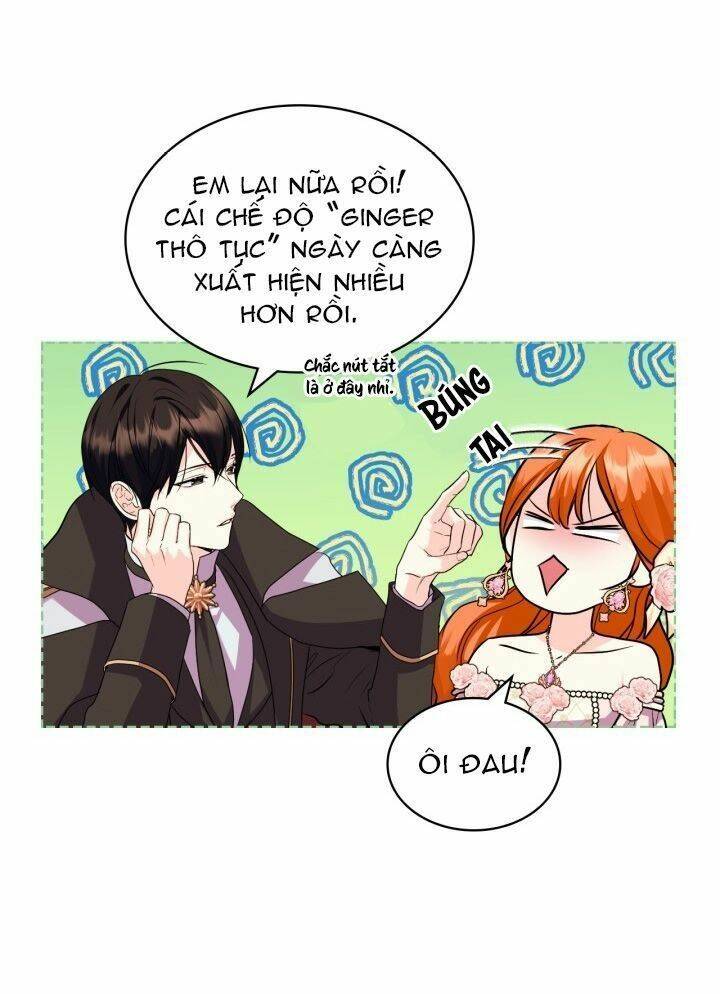 EM LẠI NỮA RỒI!
CÁI CHẾ ĐỘ "GINGER
THÔ TỤC" NGÀY CÀNG
XUẤT HIỆN NHIỀU
HƠN RỒI.
Chắc nút tắt
là ở đây nhỉ.
BÚNG
TAI
ÔI ĐAU!